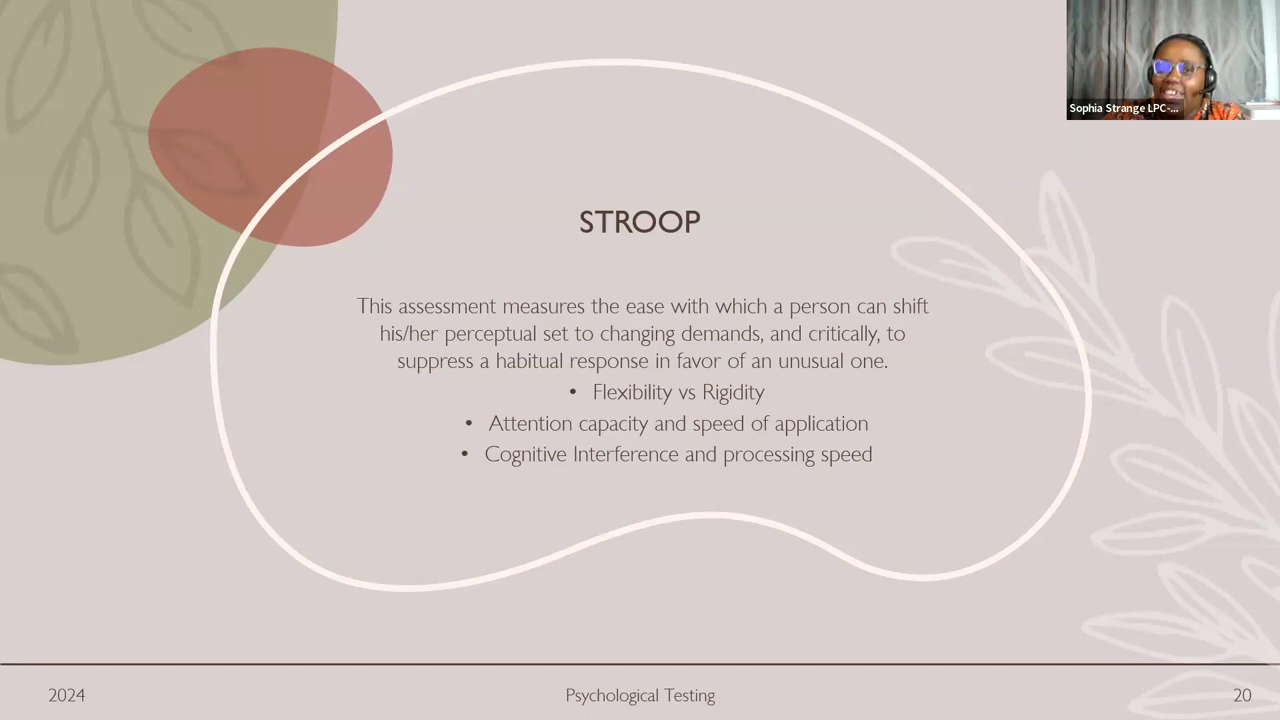 Sophia Strange LPC-...
STROOP
This assessment measures the ease with which a person can shift
his/her perceptual set to changing demands, and critically, to
suppress a habitual response in favor of an unusual one.
• Flexibility vs Rigidity
• Attention capacity and speed of application
• Cognitive Interference and processing speed
2024
Psychological Testing
20